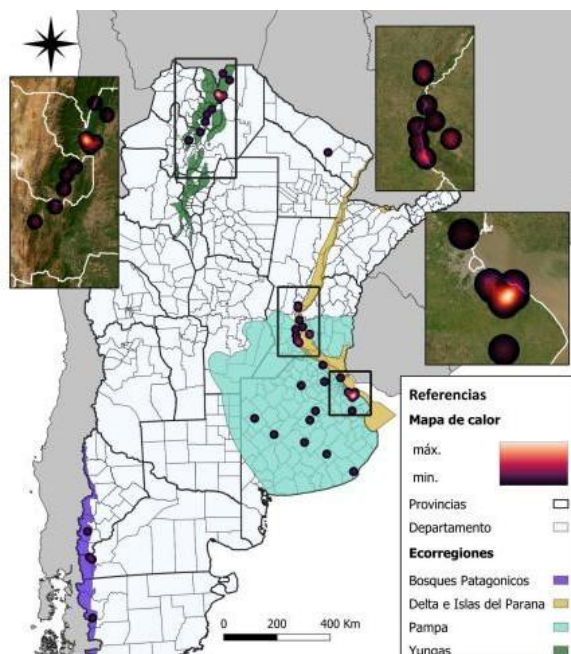 Referencias
Mapa de calor
máx.
min.
Provincias
Departamento
Ecorregiones
Bosques Patagonicos
Delta e Islas del Parana
Pampa
Yungas
0 200 400 Km